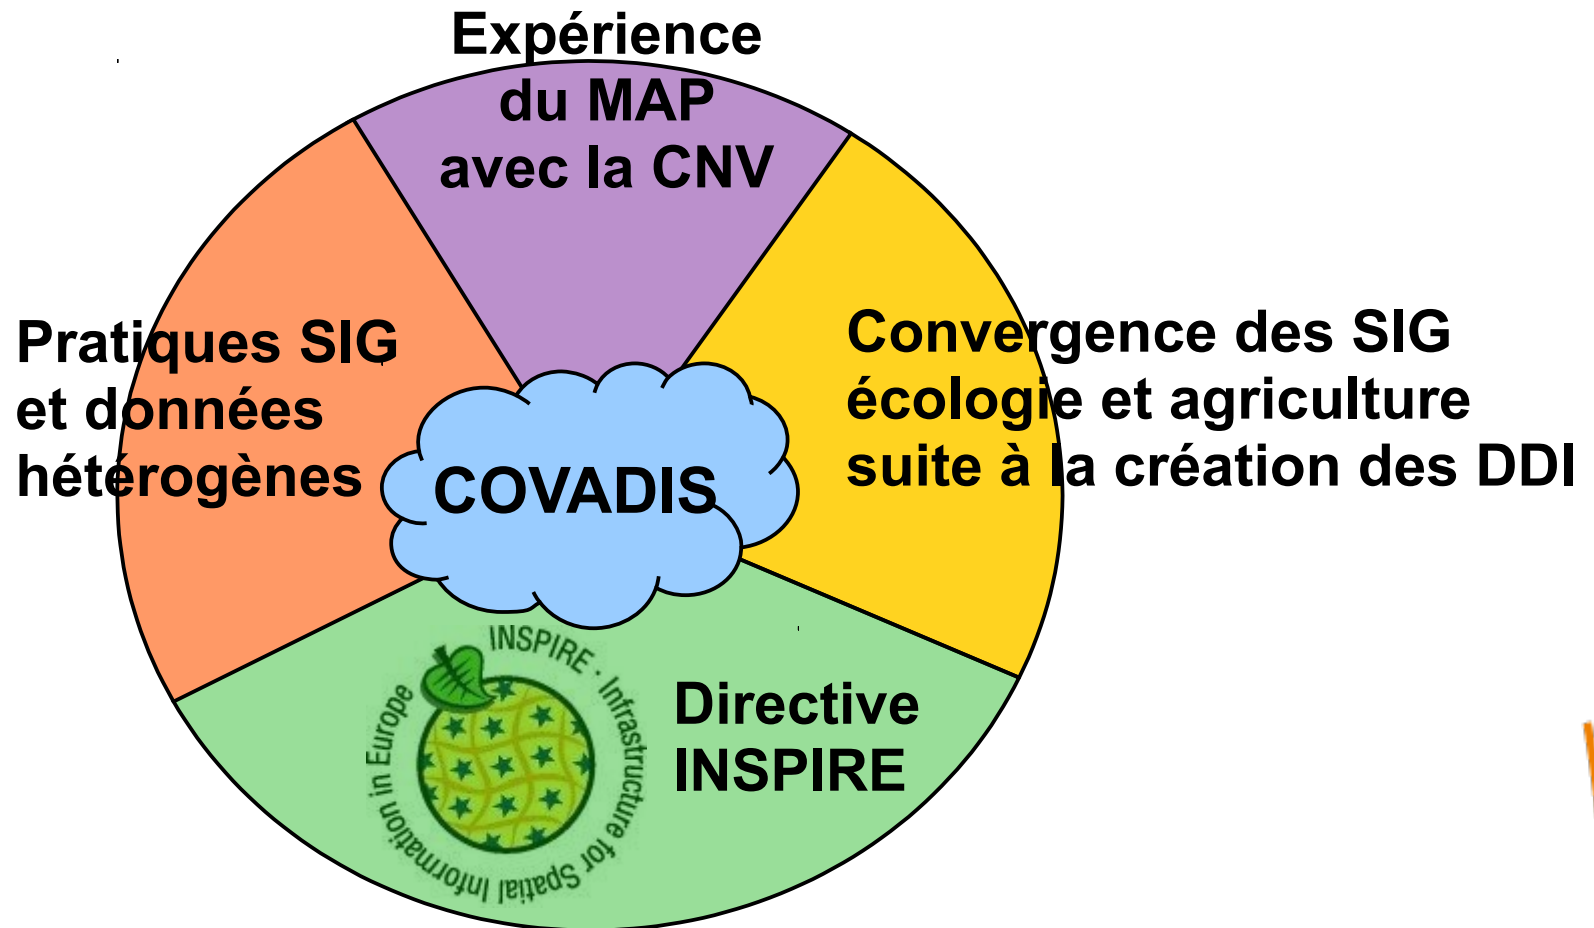 Expérience
du MAP
avec la CNV
Pratiques SIG
et données
hétérogènes
Convergence des SIG
écologie et agriculture
suite à la création des DDI
COVADIS
INSPIRE · Infrastructure for Spatial Information in Europe
Directive
INSPIRE